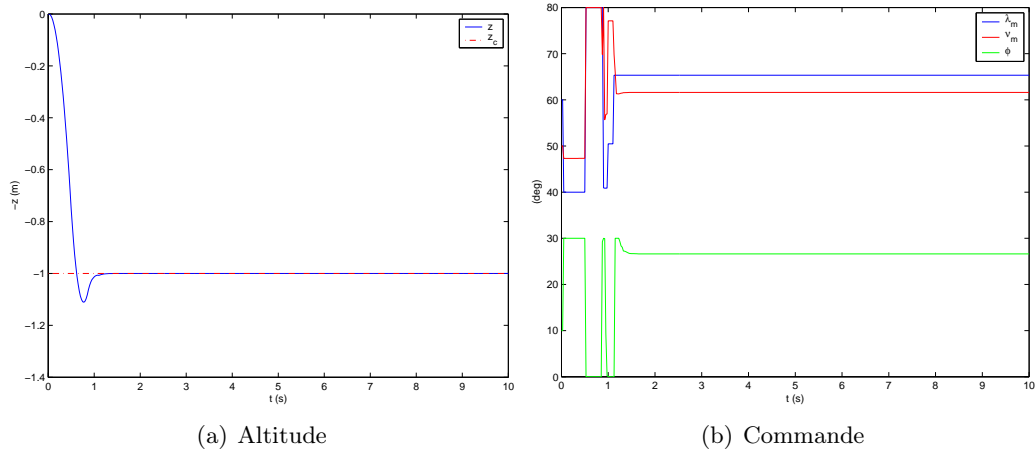 0
−0.2
−0.4
−0.6
−0.8
−1
−1.2
−1.4
−z (m)
0 1 2 3 4 5 6 7 8 9 10
t (s)
z
z_c
(a) Altitude
80
70
60
50
40
30
20
10
0
(deg)
0 1 2 3 4 5 6 7 8 9 10
t (s)
λ_m
ν_m
ϕ
(b) Commande